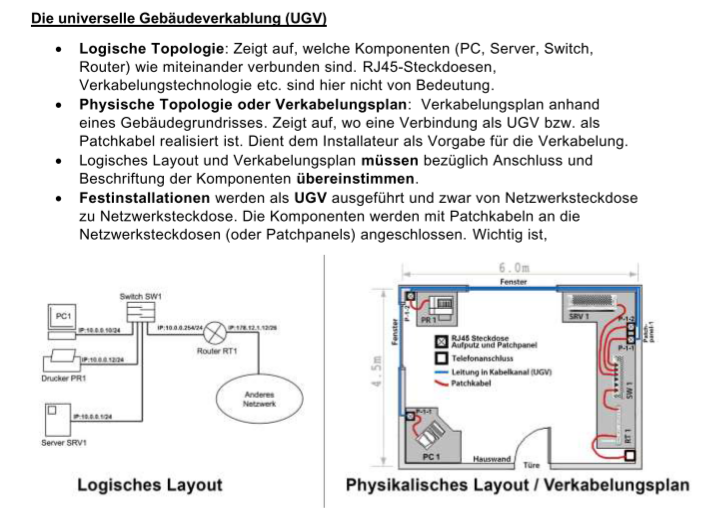 Die universelle Gebäudeverkablung (UGV)
• Logische Topologie: Zeigt auf, welche Komponenten (PC, Server, Switch,
Router) wie miteinander verbunden sind. RJ45-Steckdoesen,
Verkabelungstechnologie etc. sind hier nicht von Bedeutung.
• Physische Topologie oder Verkabelungsplan: Verkabelungsplan anhand
eines Gebäudegrundrisses. Zeigt auf, wo eine Verbindung als UGV bzw. als
Patchkabel realisiert ist. Dient dem Installateur als Vorgabe für die Verkabelung.
• Logisches Layout und Verkabelungsplan müssen bezüglich Anschluss und
Beschriftung der Komponenten übereinstimmen.
• Festinstallationen werden als UGV ausgeführt und zwar von Netzwerksteckdose
zu Netzwerksteckdose. Die Komponenten werden mit Patchkabeln an die
Netzwerksteckdosen (oder Patchpanels) angeschlossen. Wichtig ist,
Switch SW1
PC1
IP:10.0.0.10/24
IP:10.0.0.254/24
IP:178.12.1.12/26
Router RT1
IP:10.0.0.12/24
Drucker PR1
Anderes
Netzwerk
IP:10.0.0.1/24
Server SRV1
Logisches Layout
6.0m
Fenster
4.5m
Fenster
P-1-2
PR 1
SRV 1
P-1-2
P-1-1
Patch-
panel-1
RJ45 Steckdose
Aufputz und Patchpanel
Telefonanschluss
Leitung in Kabelkanal (UGV)
Patchkabel
SW 1
P-1-1
RT 1
PC 1
Hauswand
Türe
Physikalisches Layout / Verkabelungsplan